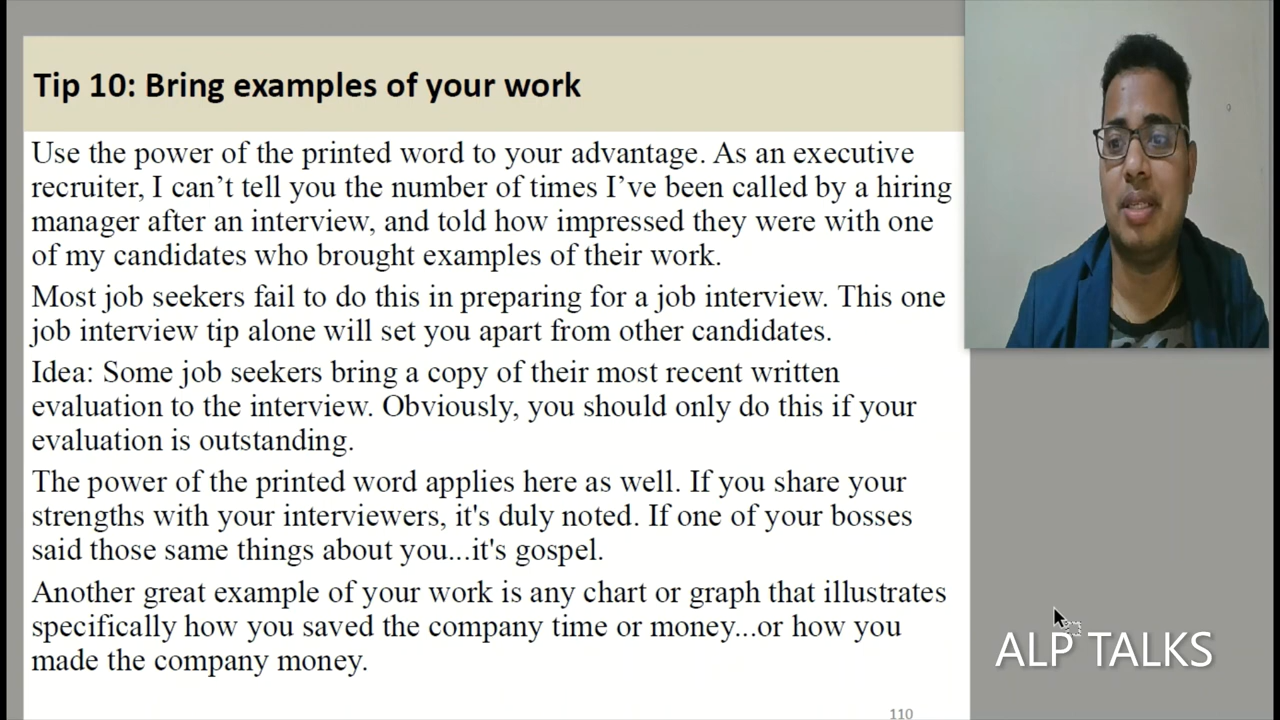 Tip 10: Bring examples of your work
Use the power of the printed word to your advantage. As an executive
recruiter, I can’t tell you the number of times I’ve been called by a hiring
manager after an interview, and told how impressed they were with one
of my candidates who brought examples of their work.
Most job seekers fail to do this in preparing for a job interview. This one
job interview tip alone will set you apart from other candidates.
Idea: Some job seekers bring a copy of their most recent written
evaluation to the interview. Obviously, you should only do this if your
evaluation is outstanding.
The power of the printed word applies here as well. If you share your
strengths with your interviewers, it's duly noted. If one of your bosses
said those same things about you...it's gospel.
Another great example of your work is any chart or graph that illustrates
specifically how you saved the company time or money...or how you
made the company money.
110
ALP TALKS